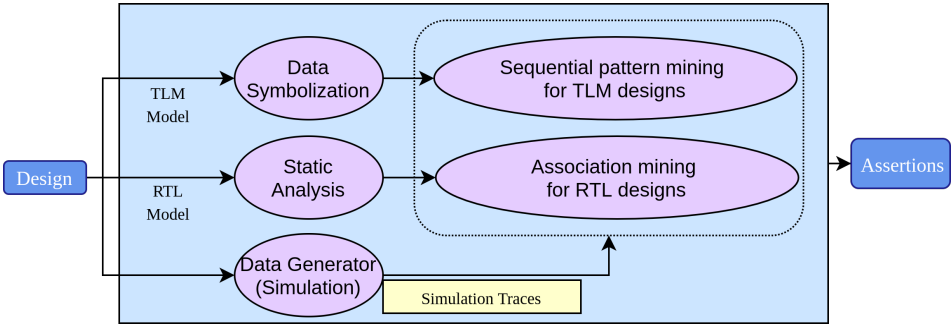 Design
TLM
Model
RTL
Model
Data
Symbolization
Static
Analysis
Data Generator
(Simulation)
Sequential pattern mining
for TLM designs
Association mining
for RTL designs
Simulation Traces
Assertions